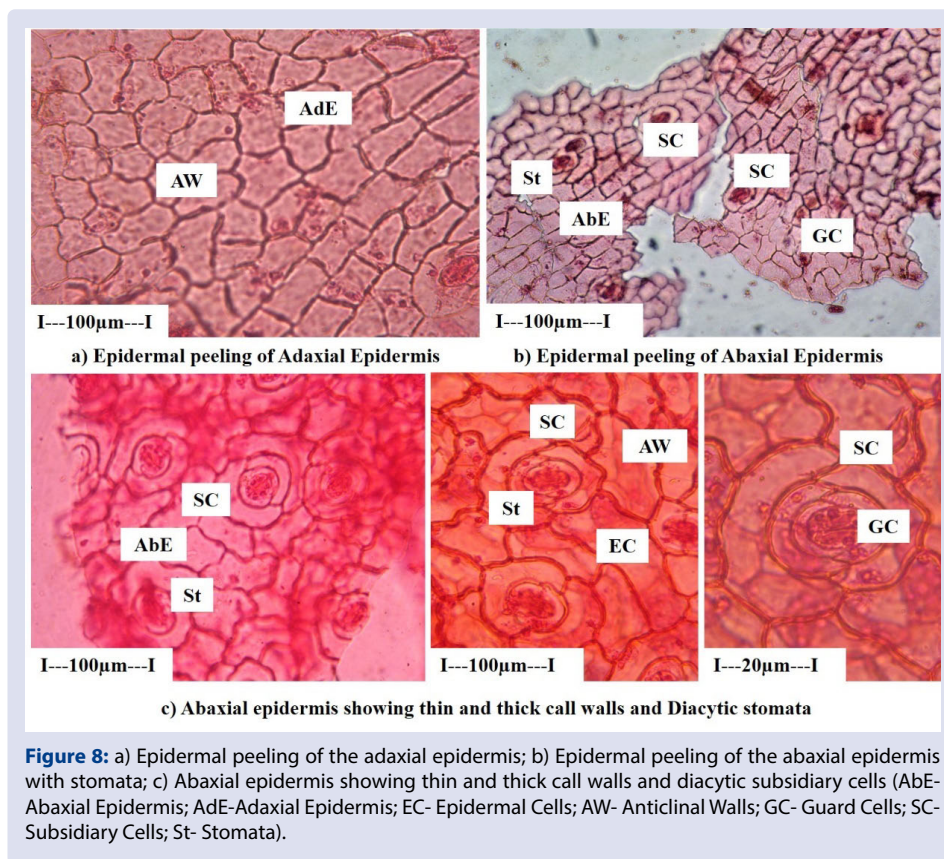 AdE
AW
I---100µm---I
a) Epidermal peeling of Adaxial Epidermis
SC
St
SC
AbE
GC
I---100µm---I
b) Epidermal peeling of Abaxial Epidermis
SC
AbE
St
I---100µm---I
SC
AW
St
EC
I---100µm---I
SC
GC
I---20µm---I
c) Abaxial epidermis showing thin and thick call walls and Diacytic stomata
Figure 8: a) Epidermal peeling of the adaxial epidermis; b) Epidermal peeling of the abaxial epidermis
with stomata; c) Abaxial epidermis showing thin and thick call walls and diacytic subsidiary cells (AbE-
Abaxial Epidermis; AdE-Adaxial Epidermis; EC- Epidermal Cells; AW- Anticlinal Walls; GC- Guard Cells; SC-
Subsidiary Cells; St- Stomata).